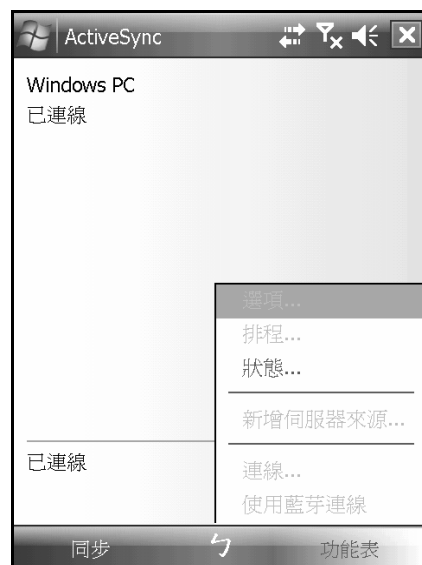 ActiveSync
Windows PC
已連線
選項...
排程...
狀態...
新增伺服器來源...
已連線
連線...
使用藍芽連線
同步 ㄅ 功能表